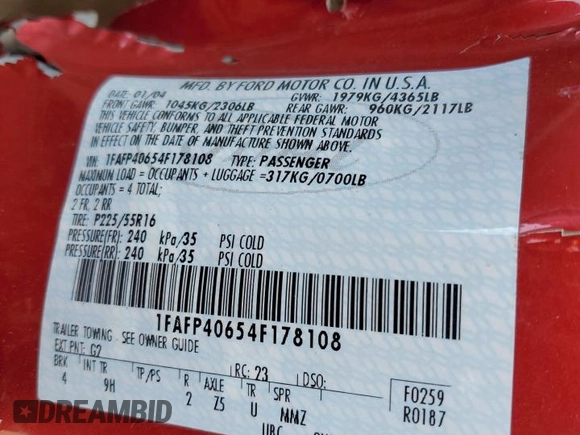 MFD. BY FORD MOTOR CO. IN U.S.A.
DATE: 01/04 GVWR: 1979KG/4365LB
FRONT GAWR: 1045KG/2306LB REAR GAWR: 960KG/2117LB
THIS VEHICLE CONFORMS TO ALL APPLICABLE FEDERAL MOTOR
VEHICLE SAFETY, BUMPER, AND THEFT PREVENTION STANDARDS
IN EFFECT ON THE DATE OF MANUFACTURE SHOWN ABOVE.
VIN: 1FAFP40654F178108 TYPE: PASSENGER
MAXIMUM LOAD = OCCUPANTS + LUGGAGE =317KG/0700LB
OCCUPANTS = 4 TOTAL;
2 FR, 2 RR
TIRE: P225/55R16
PRESSURE(FR): 240 kPa/35 PSI COLD
PRESSURE(RR): 240 kPa/35 PSI COLD
1FAFP40654F178108
TRAILER TOWING - SEE OWNER GUIDE
EXT PNT: G2 RC: 23 DSO:
BRK INT TR TP/PS R AXLE TR SPR F0259
4 9H 2 Z5 U MMZ R0187
UBC
DREAMBID